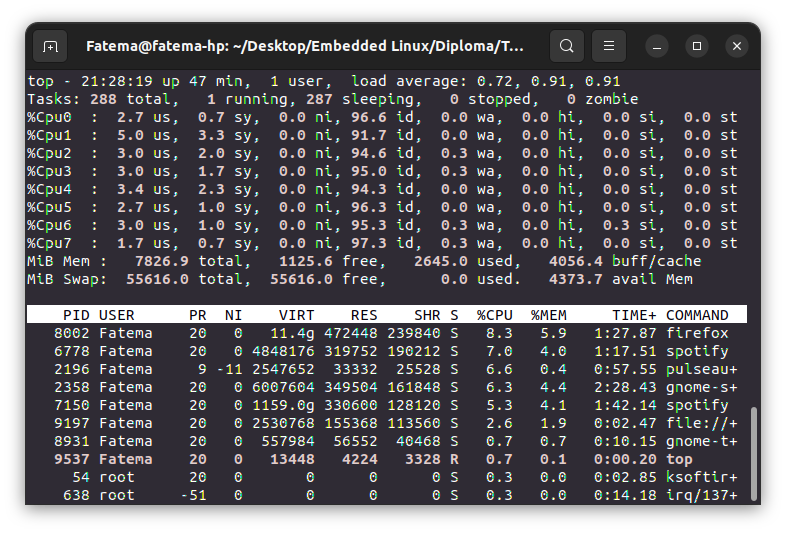 Fatema@fatema-hp: ~/Desktop/Embedded Linux/Diploma/T...
top - 21:28:19 up 47 min,  1 user,  load average: 0.72, 0.91, 0.91
Tasks: 288 total,   1 running, 287 sleeping,   0 stopped,   0 zombie
%Cpu0  :  2.7 us,  0.7 sy,  0.0 ni, 96.6 id,  0.0 wa,  0.0 hi,  0.0 si,  0.0 st
%Cpu1  :  5.0 us,  3.3 sy,  0.0 ni, 91.7 id,  0.0 wa,  0.0 hi,  0.0 si,  0.0 st
%Cpu2  :  3.0 us,  2.0 sy,  0.0 ni, 94.6 id,  0.3 wa,  0.0 hi,  0.0 si,  0.0 st
%Cpu3  :  3.0 us,  1.7 sy,  0.0 ni, 95.0 id,  0.3 wa,  0.0 hi,  0.0 si,  0.0 st
%Cpu4  :  3.4 us,  2.3 sy,  0.0 ni, 94.3 id,  0.0 wa,  0.0 hi,  0.0 si,  0.0 st
%Cpu5  :  2.7 us,  1.0 sy,  0.0 ni, 96.3 id,  0.0 wa,  0.0 hi,  0.0 si,  0.0 st
%Cpu6  :  3.0 us,  1.0 sy,  0.0 ni, 95.3 id,  0.3 wa,  0.0 hi,  0.3 si,  0.0 st
%Cpu7  :  1.7 us,  0.7 sy,  0.0 ni, 97.3 id,  0.3 wa,  0.0 hi,  0.0 si,  0.0 st
MiB Mem :   7826.9 total,   1125.6 free,   2645.0 used,   4056.4 buff/cache
MiB Swap:  55616.0 total,  55616.0 free,      0.0 used.   4373.7 avail Mem
PID USER      PR  NI    VIRT    RES    SHR S  %CPU  %MEM     TIME+ COMMAND
8002 Fatema    20   0   11.4g 472448 239840 S   8.3   5.9   1:27.87 firefox
6778 Fatema    20   0 4848176 319752 190212 S   7.0   4.0   1:17.51 spotify
2196 Fatema     9 -11 2547652  33332  25528 S   6.6   0.4   0:57.55 pulseau+
2358 Fatema    20   0 6007604 349504 161848 S   6.3   4.4   2:28.43 gnome-s+
7150 Fatema    20   0 1159.0g 330600 128120 S   5.3   4.1   1:42.14 spotify
9197 Fatema    20   0 2530768 155368 113560 S   2.6   1.9   0:02.47 file://+
8931 Fatema    20   0  557984  56552  40468 S   0.7   0.7   0:10.15 gnome-t+
9537 Fatema    20   0   13448   4224   3328 R   0.7   0.1   0:00.20 top
54 root      20   0       0      0      0 S   0.3   0.0   0:02.85 ksoftir+
638 root     -51   0       0      0      0 S   0.3   0.0   0:14.18 irq/137+